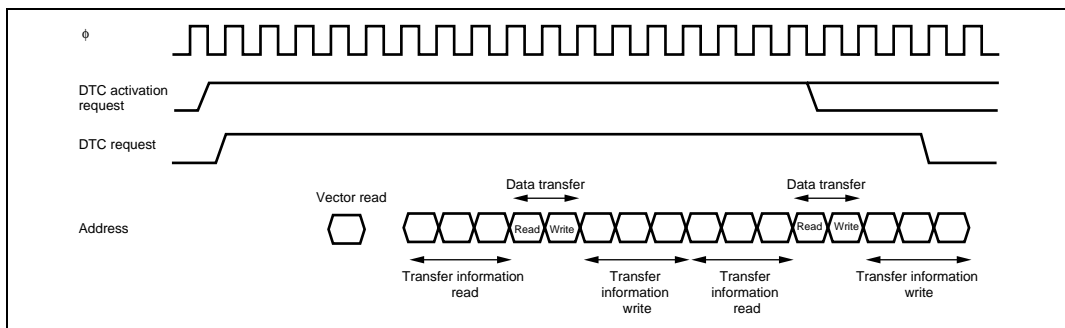 ϕ
DTC activation
request
DTC request
Vector read
Data transfer
Data transfer
Address
Read Write
Read Write
Transfer information
read
Transfer
information
write
Transfer
information
read
Transfer information
write